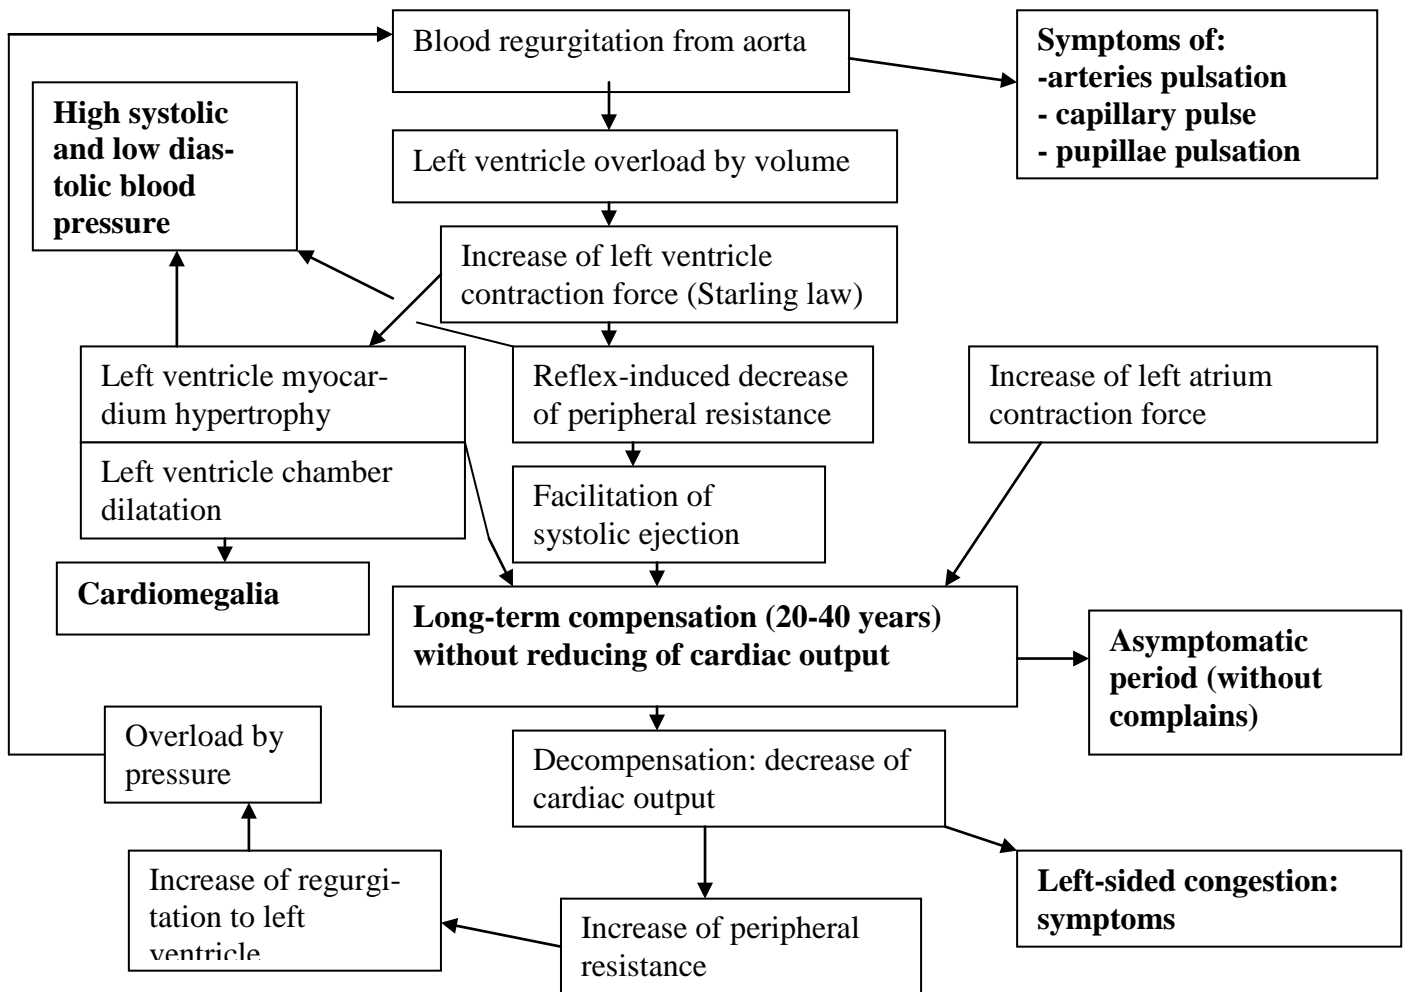 Blood regurgitation from aorta
Symptoms of:
-arteries pulsation
- capillary pulse
- pupillae pulsation
High systolic
and low dias-
tolic blood
pressure
Left ventricle overload by volume
Increase of left ventricle
contraction force (Starling law)
Left ventricle myocar-
dium hypertrophy
Reflex-induced decrease
of peripheral resistance
Increase of left atrium
contraction force
Left ventricle chamber
dilatation
Facilitation of
systolic ejection
Cardiomegalia
Long-term compensation (20-40 years)
without reducing of cardiac output
Asymptomatic
period (without
complains)
Overload by
pressure
Decompensation: decrease of
cardiac output
Increase of regurgi-
tation to left
ventricle
Left-sided congestion:
symptoms
Increase of peripheral
resistance